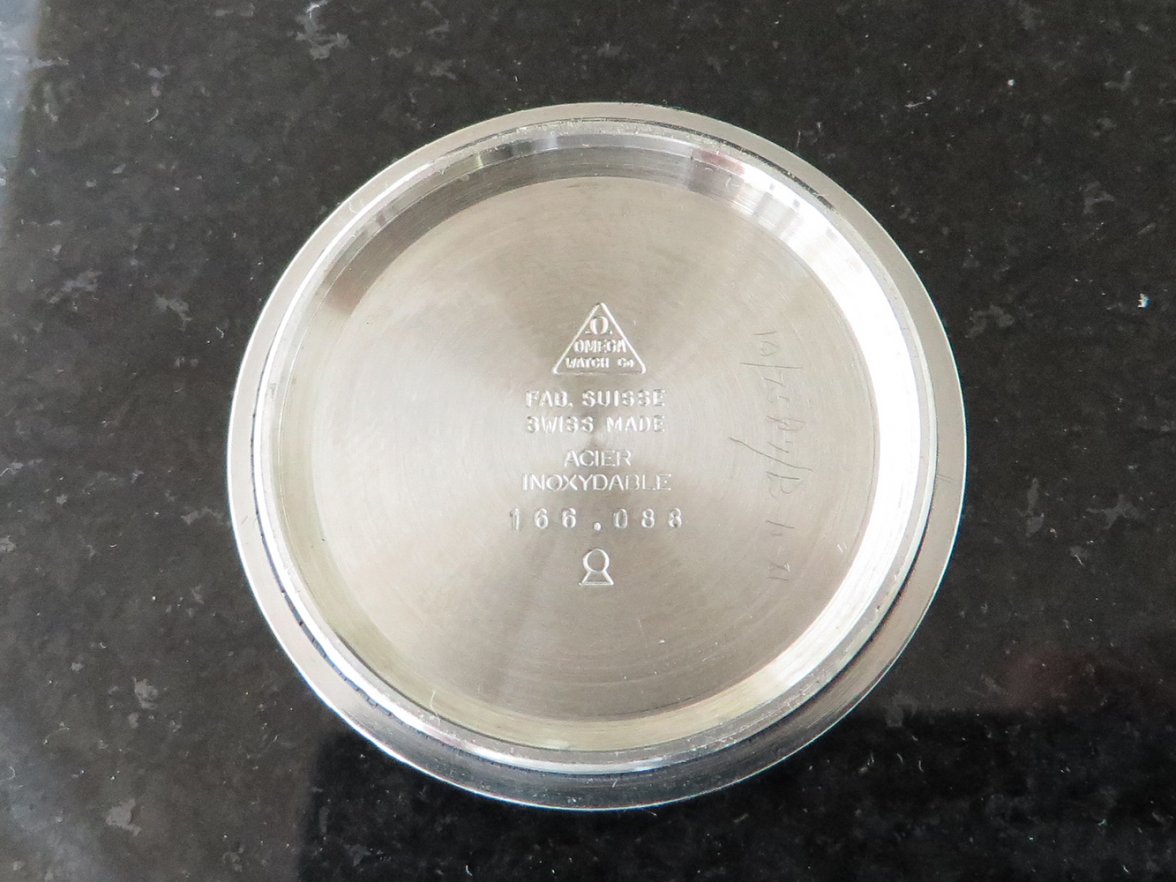 .O.
OMEGA
WATCH Co
FAB. SUISSE
SWISS MADE
ACIER
INOXYDABLE
166.088